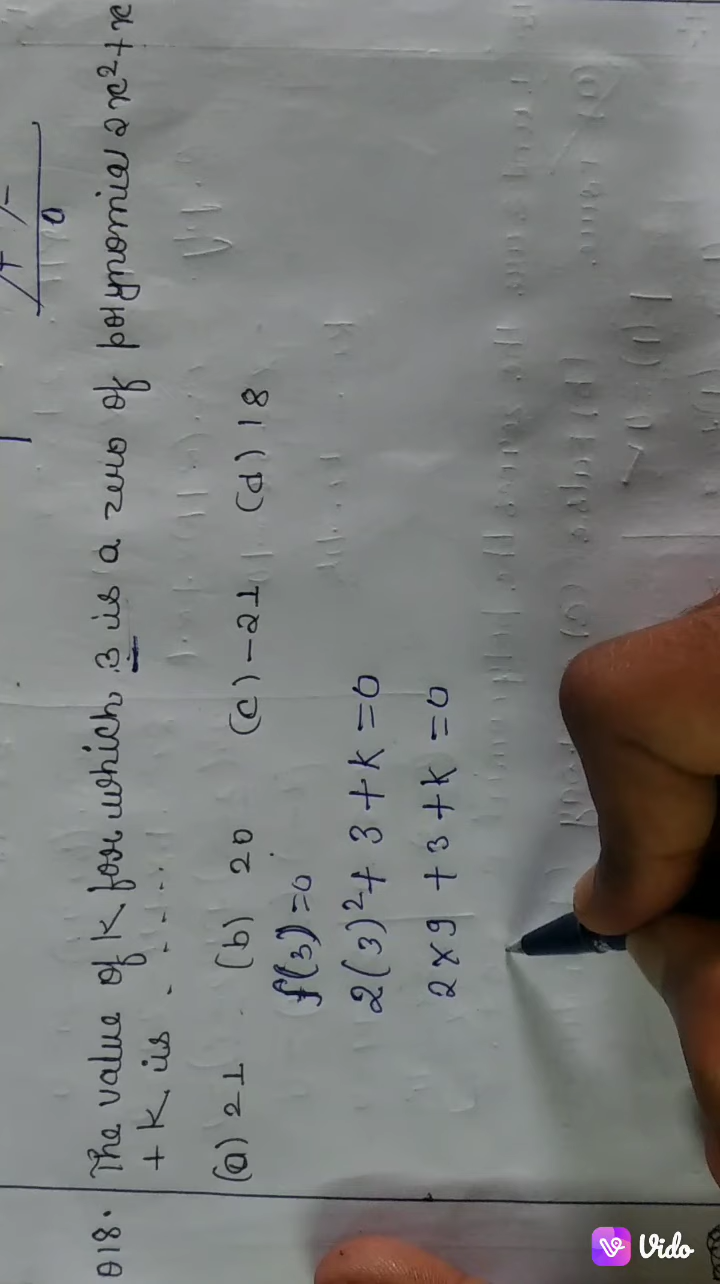 0
Q18. The value of K for which 3 is a zero of polynomial 2x²+x
+ K is . . . . .
(a) 21 (b) 20 (c) -21 (d) 18
f(3)=0
2(3)²+ 3 +K=0
2×9 +3+K =0
Vido